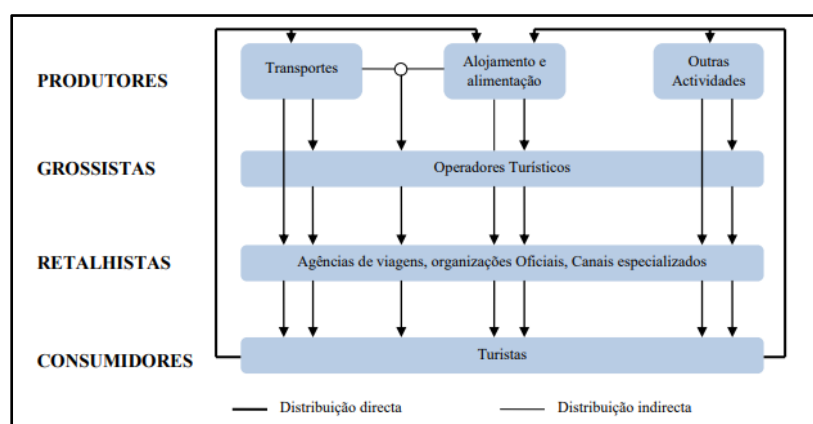 PRODUTORES
Transportes
Alojamento e
alimentação
Outras
Actividades
GROSSISTAS
Operadores Turísticos
RETALHISTAS
Agências de viagens, organizações Oficiais, Canais especializados
CONSUMIDORES
Turistas
Distribuição directa
Distribuição indirecta